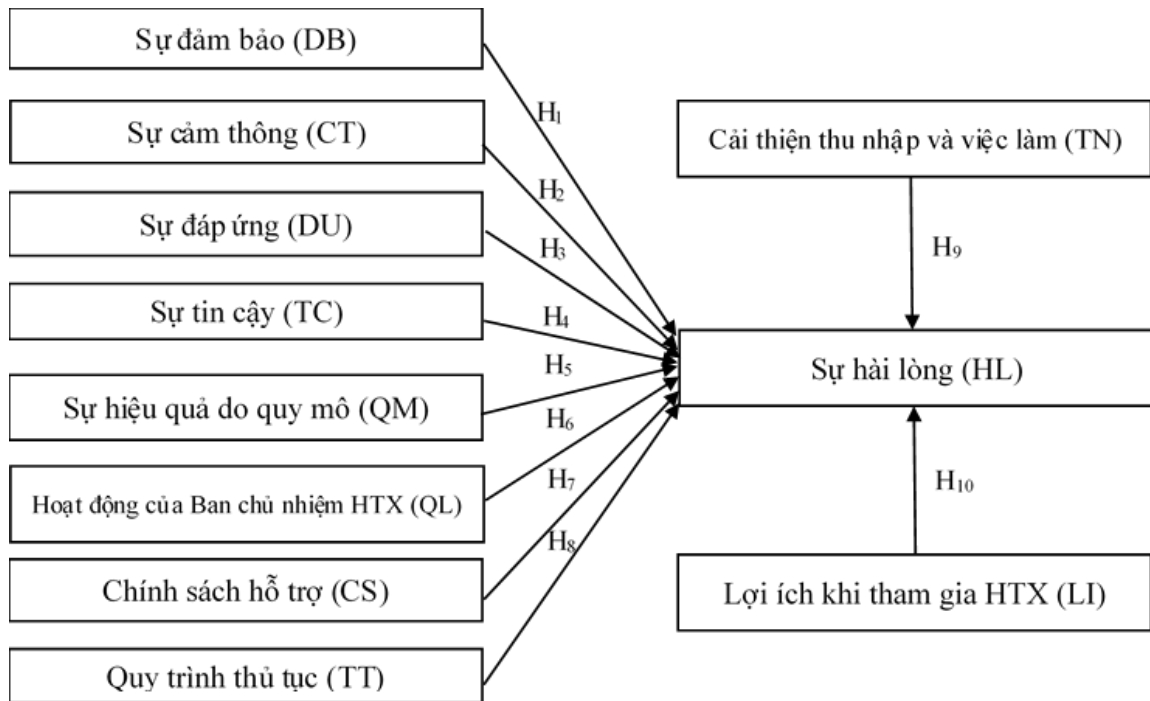 Sự đảm bảo (DB)
Sự cảm thông (CT)
Sự đáp ứng (DU)
Sự tin cậy (TC)
Sự hiệu quả do quy mô (QM)
Hoạt động của Ban chủ nhiệm HTX (QL)
Chính sách hỗ trợ (CS)
Quy trình thủ tục (TT)
H1
H2
H3
H4
H5
H6
H7
H8
Cải thiện thu nhập và việc làm (TN)
H9
Sự hài lòng (HL)
H10
Lợi ích khi tham gia HTX (LI)